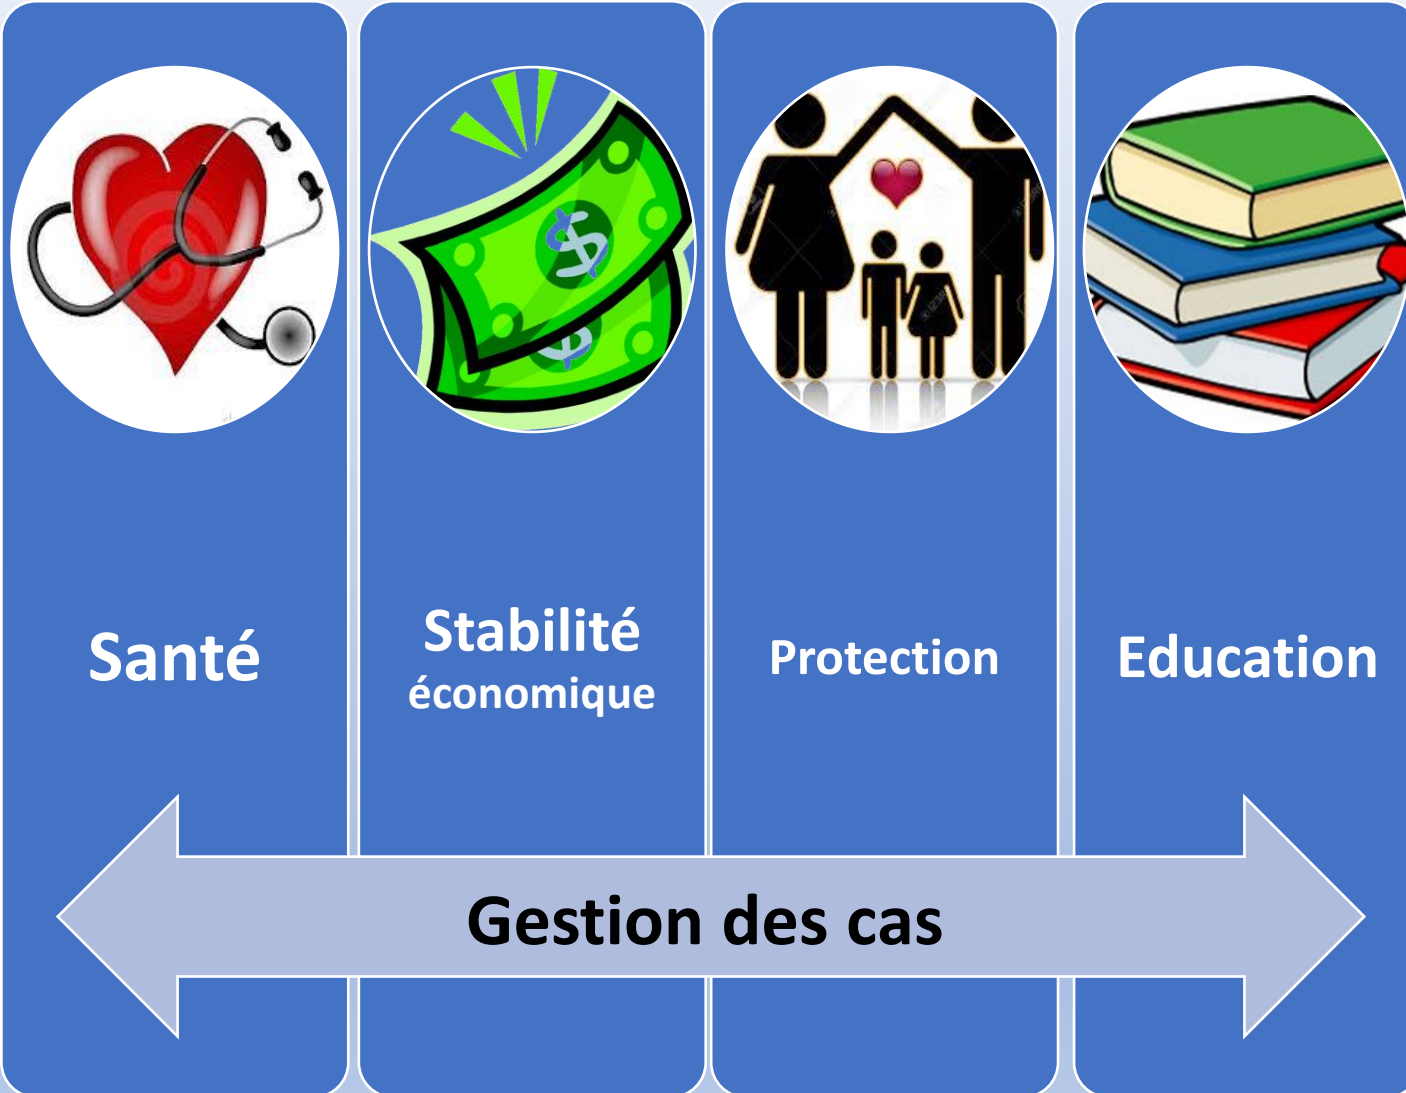 Santé
Stabilité
économique
Protection
Education
Gestion des cas